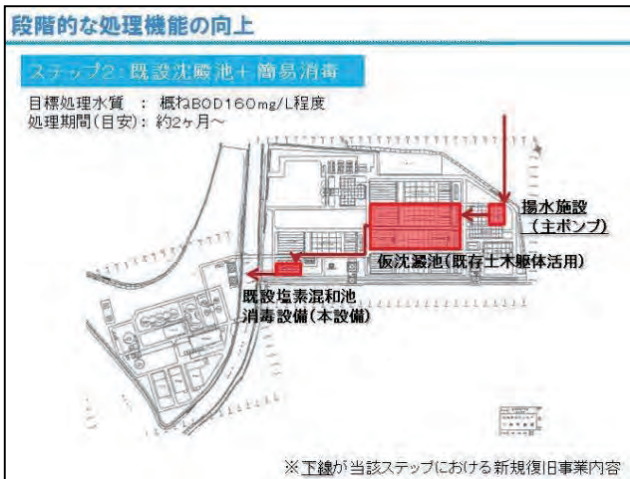 段階的な処理機能の向上
ステップ2:既設沈殿池+簡易消毒
目標処理水質 : 概ねBOD160mg/L程度
処理期間(目安): 約2ヶ月~
揚水施設
(主ポンプ)
仮沈澱池(既存土木躯体活用)
既設塩素混和池
消毒設備(本設備)
※下線が当該ステップにおける新規復旧事業内容